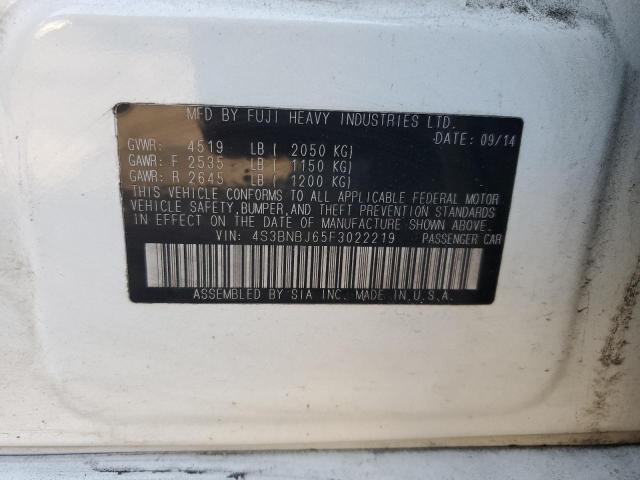 MFD BY FUJI HEAVY INDUSTRIES LTD.
DATE: 09/14
GVWR: 4519 LB ( 2050 KG)
GAWR: F 2535 LB ( 1150 KG)
GAWR: R 2645 LB ( 1200 KG)
THIS VEHICLE CONFORMS TO ALL APPLICABLE FEDERAL MOTOR
VEHICLE SAFETY, BUMPER, AND THEFT PREVENTION STANDARDS
IN EFFECT ON THE DATE OF MANUFACTURE SHOWN ABOVE.
VIN: 4S3BNBJ65F3022219 PASSENGER CAR
ASSEMBLED BY SIA INC. MADE IN U.S.A.